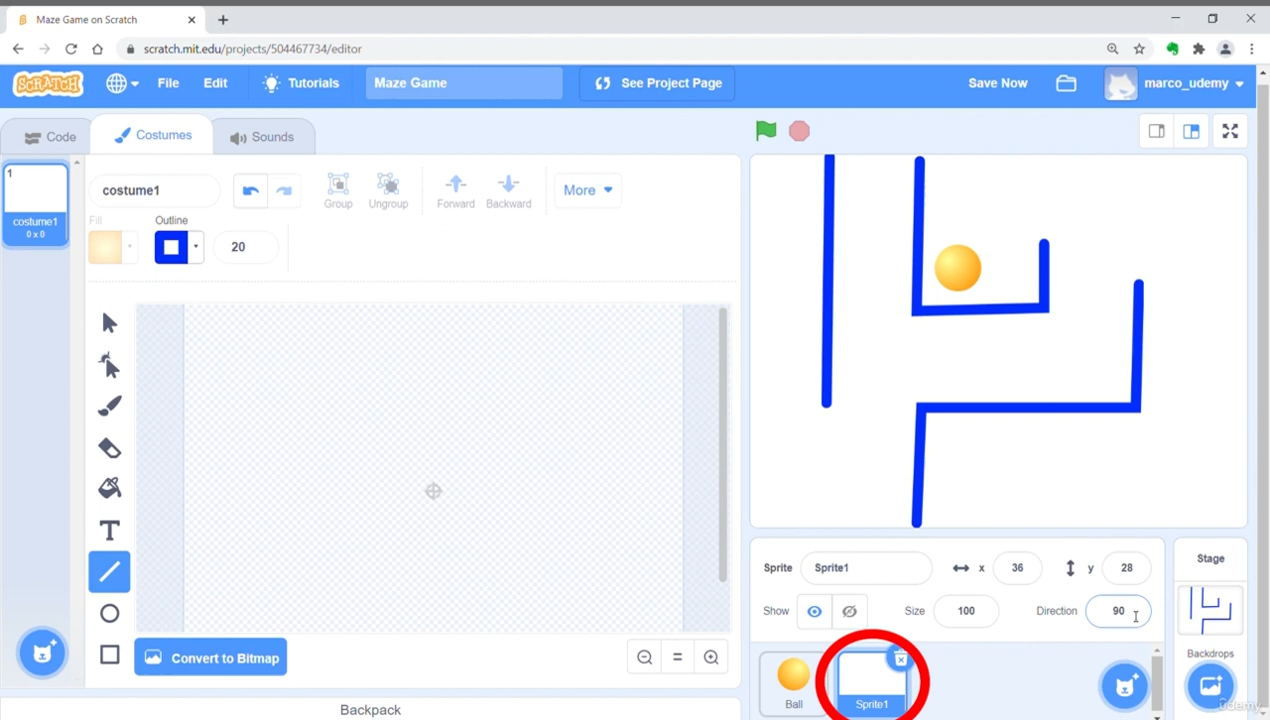 Maze Game on Scratch
scratch.mit.edu/projects/504467734/editor
SCRATCH
File
Edit
Tutorials
Maze Game
See Project Page
Save Now
marco_udemy
Code
Costumes
Sounds
1
costume1
0 x 0
costume1
Group
Ungroup
Forward
Backward
More
Fill
Outline
20
T
Convert to Bitmap
Backpack
Sprite
Sprite1
x
36
y
28
Show
Size
100
Direction
90
Ball
Sprite1
Stage
Backdrops
ûdemy